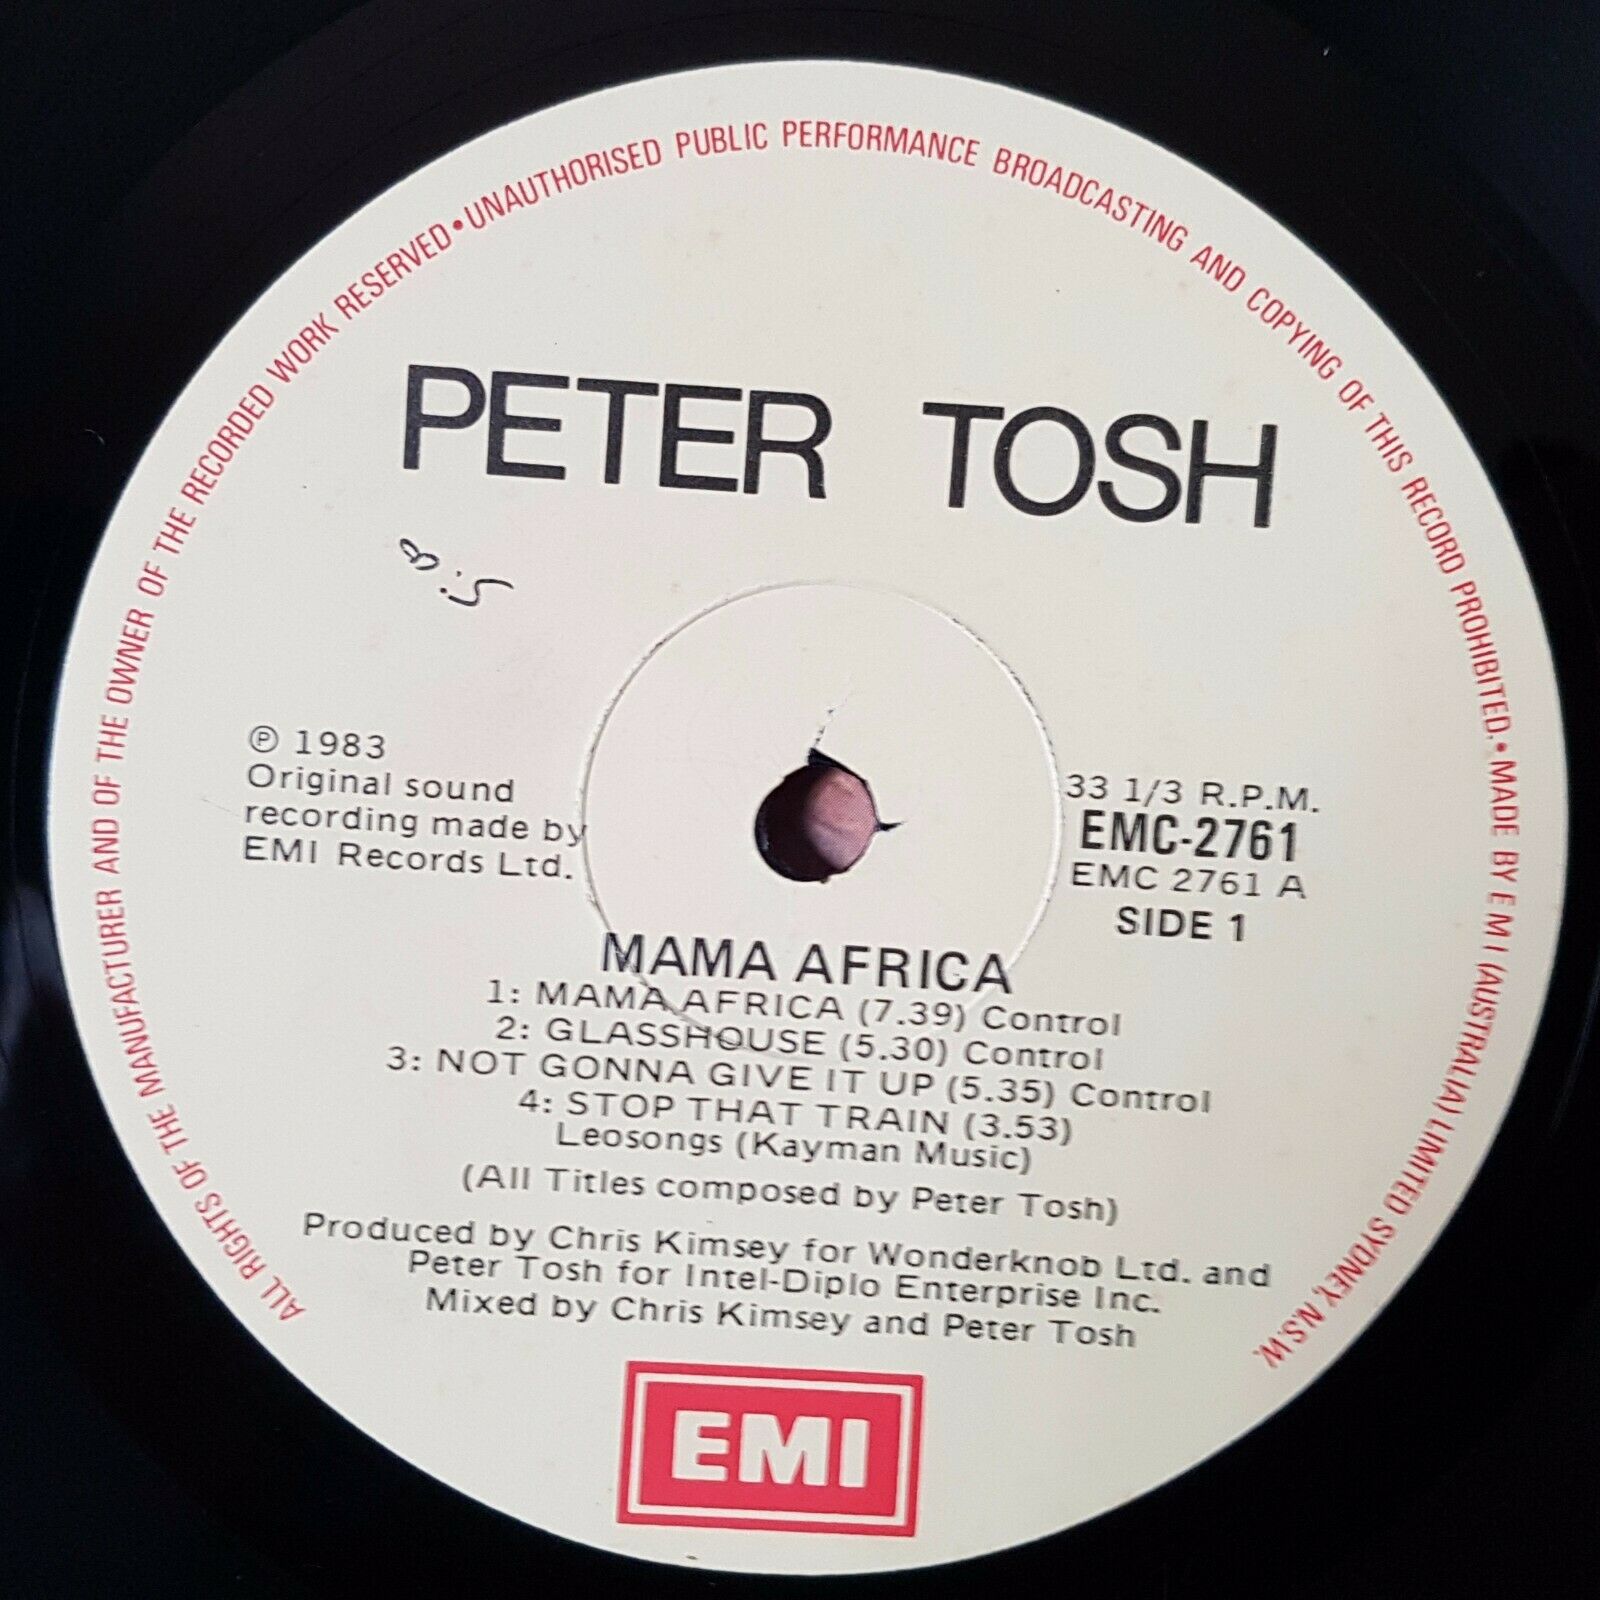 ALL RIGHTS OF THE MANUFACTURER AND OF THE OWNER OF THE RECORDED WORK RESERVED • UNAUTHORISED PUBLIC PERFORMANCE BROADCASTING AND COPYING OF THIS RECORD PROHIBITED. • MADE BY E M I (AUSTRALIA) LIMITED SYDNEY, N.S.W.
PETER TOSH
℗ 1983
Original sound
recording made by
EMI Records Ltd.
33 1/3 R.P.M.
EMC-2761
EMC 2761 A
SIDE 1
MAMA AFRICA
1: MAMA AFRICA (7.39) Control
2: GLASSHOUSE (5.30) Control
3: NOT GONNA GIVE IT UP (5.35) Control
4: STOP THAT TRAIN (3.53)
Leosongs (Kayman Music)
(All Titles composed by Peter Tosh)
Produced by Chris Kimsey for Wonderknob Ltd. and
Peter Tosh for Intel-Diplo Enterprise Inc.
Mixed by Chris Kimsey and Peter Tosh
EMI